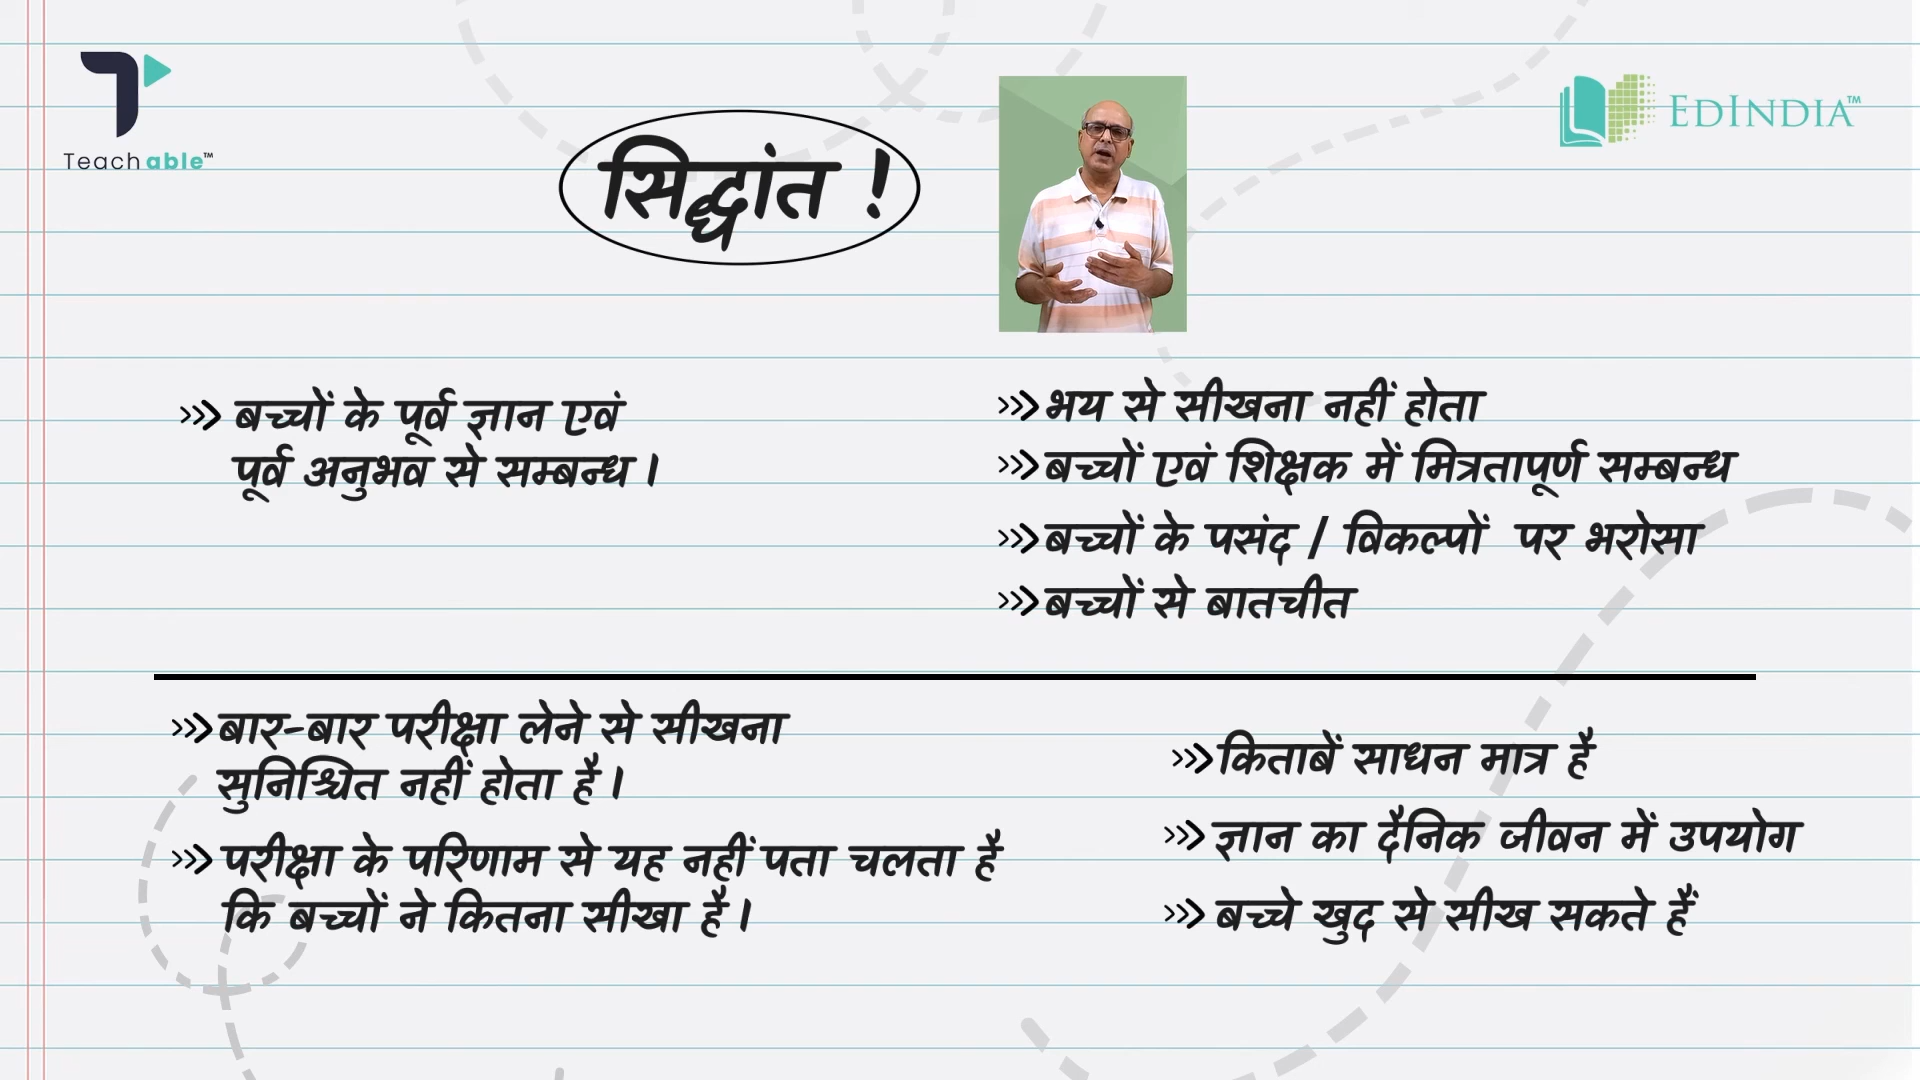 Teachable™
EDINDIA™
सिद्धांत !
बच्चों के पूर्व ज्ञान एवं
पूर्व अनुभव से सम्बन्ध ।
भय से सीखना नहीं होता
बच्चों एवं शिक्षक में मित्रतापूर्ण सम्बन्ध
बच्चों के पसंद / विकल्पों पर भरोसा
बच्चों से बातचीत
बार-बार परीक्षा लेने से सीखना
सुनिश्चित नहीं होता है ।
परीक्षा के परिणाम से यह नहीं पता चलता है
कि बच्चों ने कितना सीखा है ।
किताबें साधन मात्र है
ज्ञान का दैनिक जीवन में उपयोग
बच्चे खुद से सीख सकते हैं